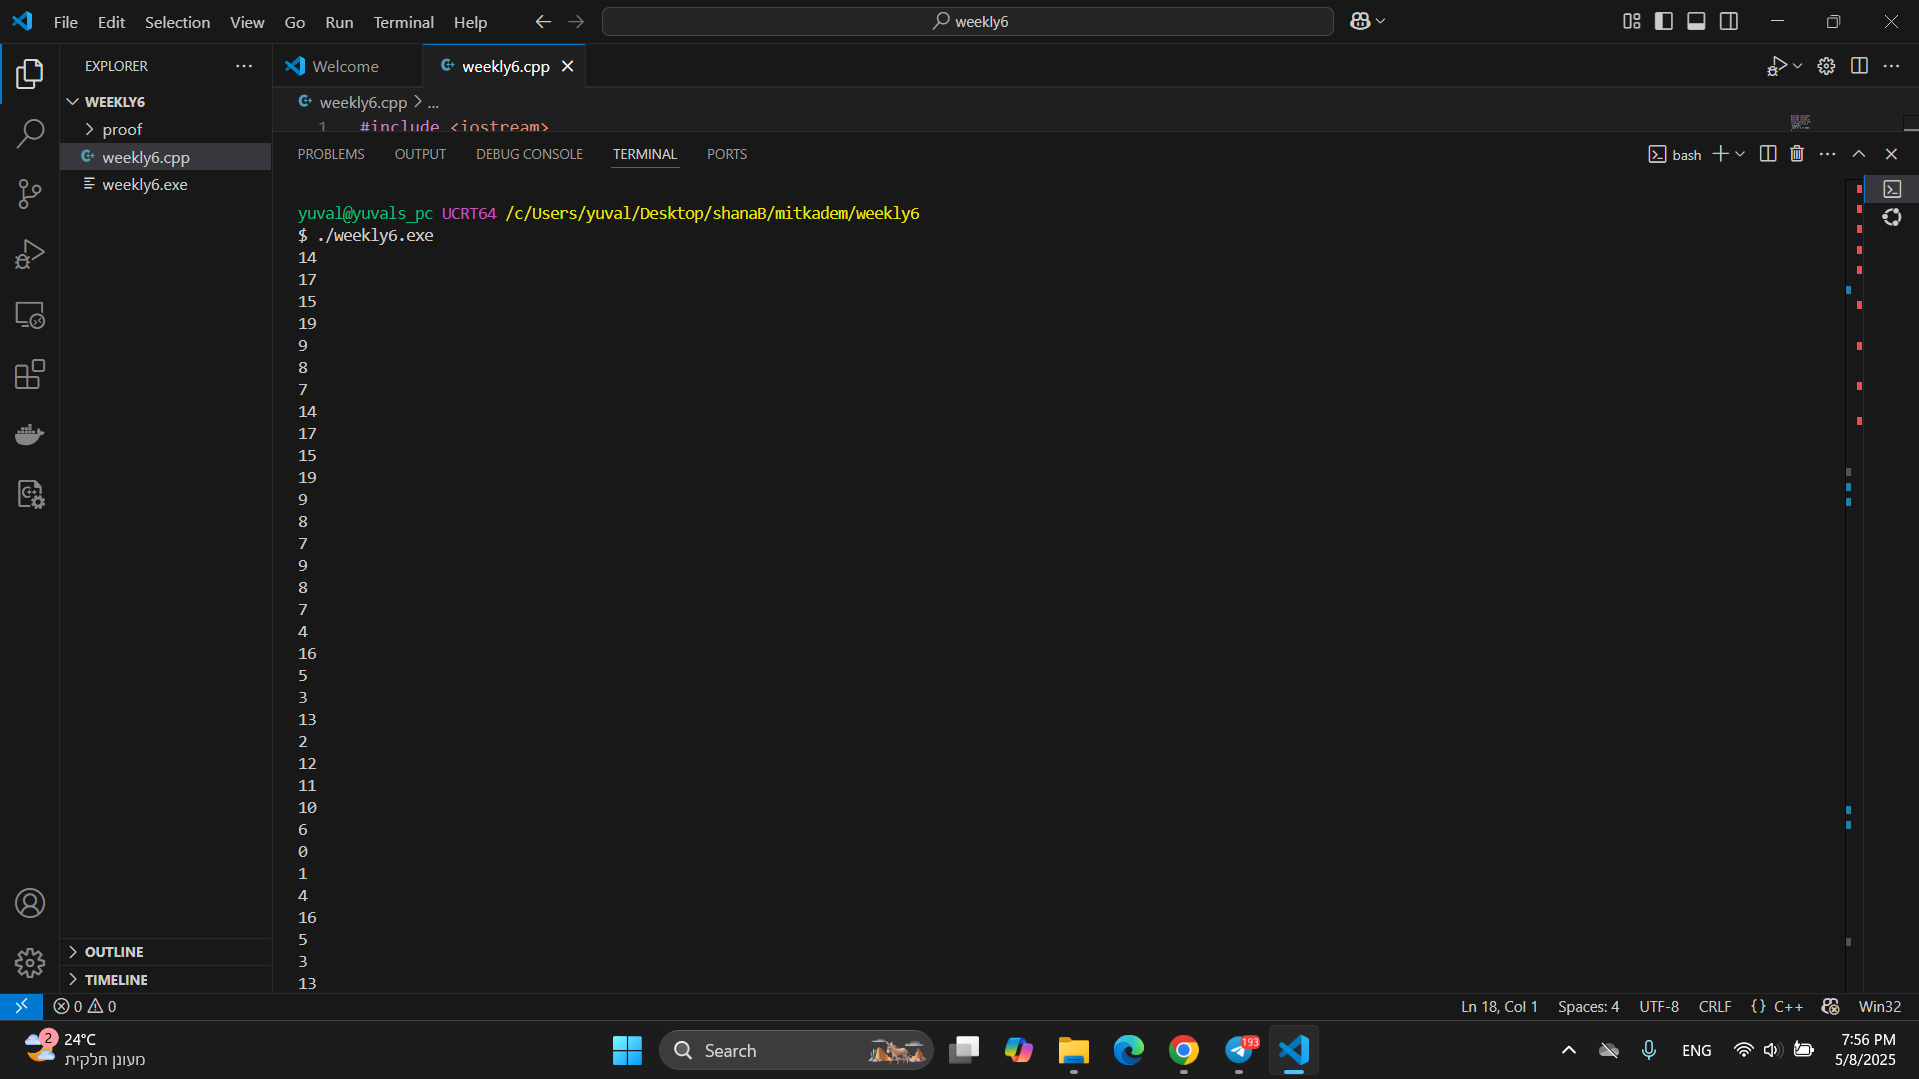 File Edit Selection View Go Run Terminal Help
weekly6
EXPLORER
Welcome
weekly6.cpp
WEEKLY6
proof
weekly6.cpp
weekly6.exe
weekly6.cpp > ...
1 #include <iostream>
PROBLEMS OUTPUT DEBUG CONSOLE TERMINAL PORTS
bash
yuval@yuvals_pc UCRT64 /c/Users/yuval/Desktop/shanaB/mitkadem/weekly6
$ ./weekly6.exe
14
17
15
19
9
8
7
14
17
15
19
9
8
7
9
8
7
4
16
5
3
13
2
12
11
10
6
0
1
4
16
5
3
13
OUTLINE
TIMELINE
0 0
Ln 18, Col 1 Spaces: 4 UTF-8 CRLF {} C++ Win32
2
24°C
מעונן חלקית
Search
193
ENG
7:56 PM
5/8/2025